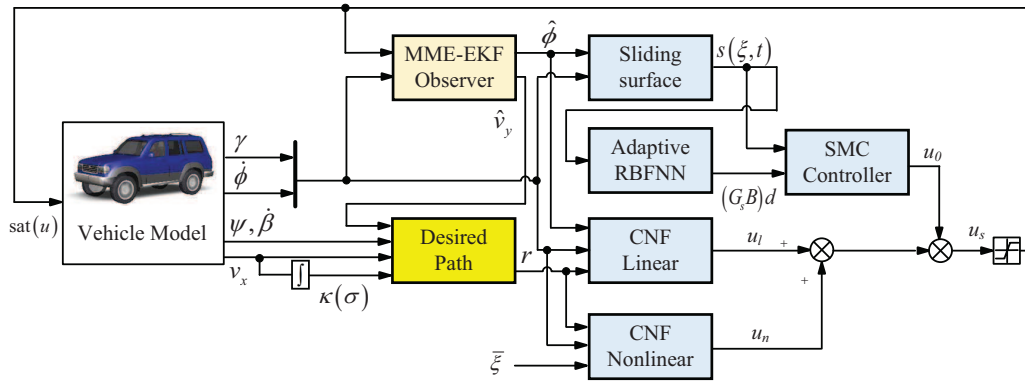 MME-EKF
Observer
φ̂
v̂_y
Sliding
surface
s(ξ,t)
Adaptive
RBFNN
(G_sB)d
SMC
Controller
u_0
γ
φ̇
ψ, β̇
v_x
sat(u)
Vehicle Model
∫
κ(σ)
Desired
Path
r
CNF
Linear
u_l
+
+
u_s
CNF
Nonlinear
u_n
ξ̄